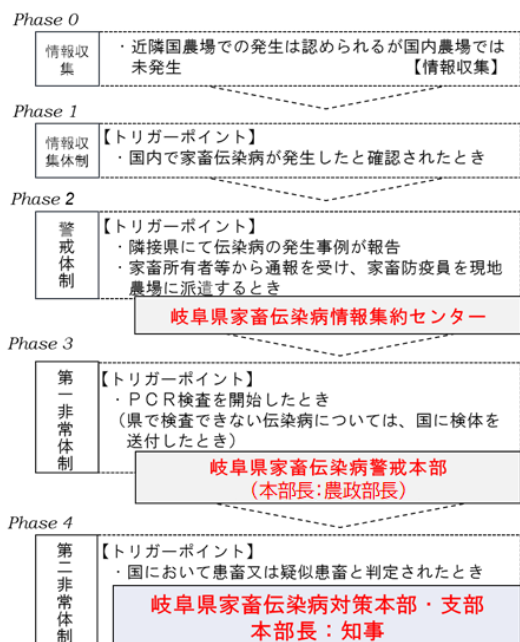 Phase 0
情報収
集
・近隣国農場での発生は認められるが国内農場では
未発生 【情報収集】
Phase 1
情報収
集体制
【トリガーポイント】
・国内で家畜伝染病が発生したと確認されたとき
Phase 2
警戒体制
【トリガーポイント】
・隣接県にて伝染病の発生事例が報告
・家畜所有者等から通報を受け、家畜防疫員を現地
農場に派遣するとき
岐阜県家畜伝染病情報集約センター
Phase 3
第一非常体制
【トリガーポイント】
・ＰＣＲ検査を開始したとき
（県で検査できない伝染病については、国に検体を
送付したとき）
岐阜県家畜伝染病警戒本部
（本部長：農政部長）
Phase 4
第二非常体制
【トリガーポイント】
・国において患畜又は疑似患畜と判定されたとき
岐阜県家畜伝染病対策本部・支部
本部長：知事